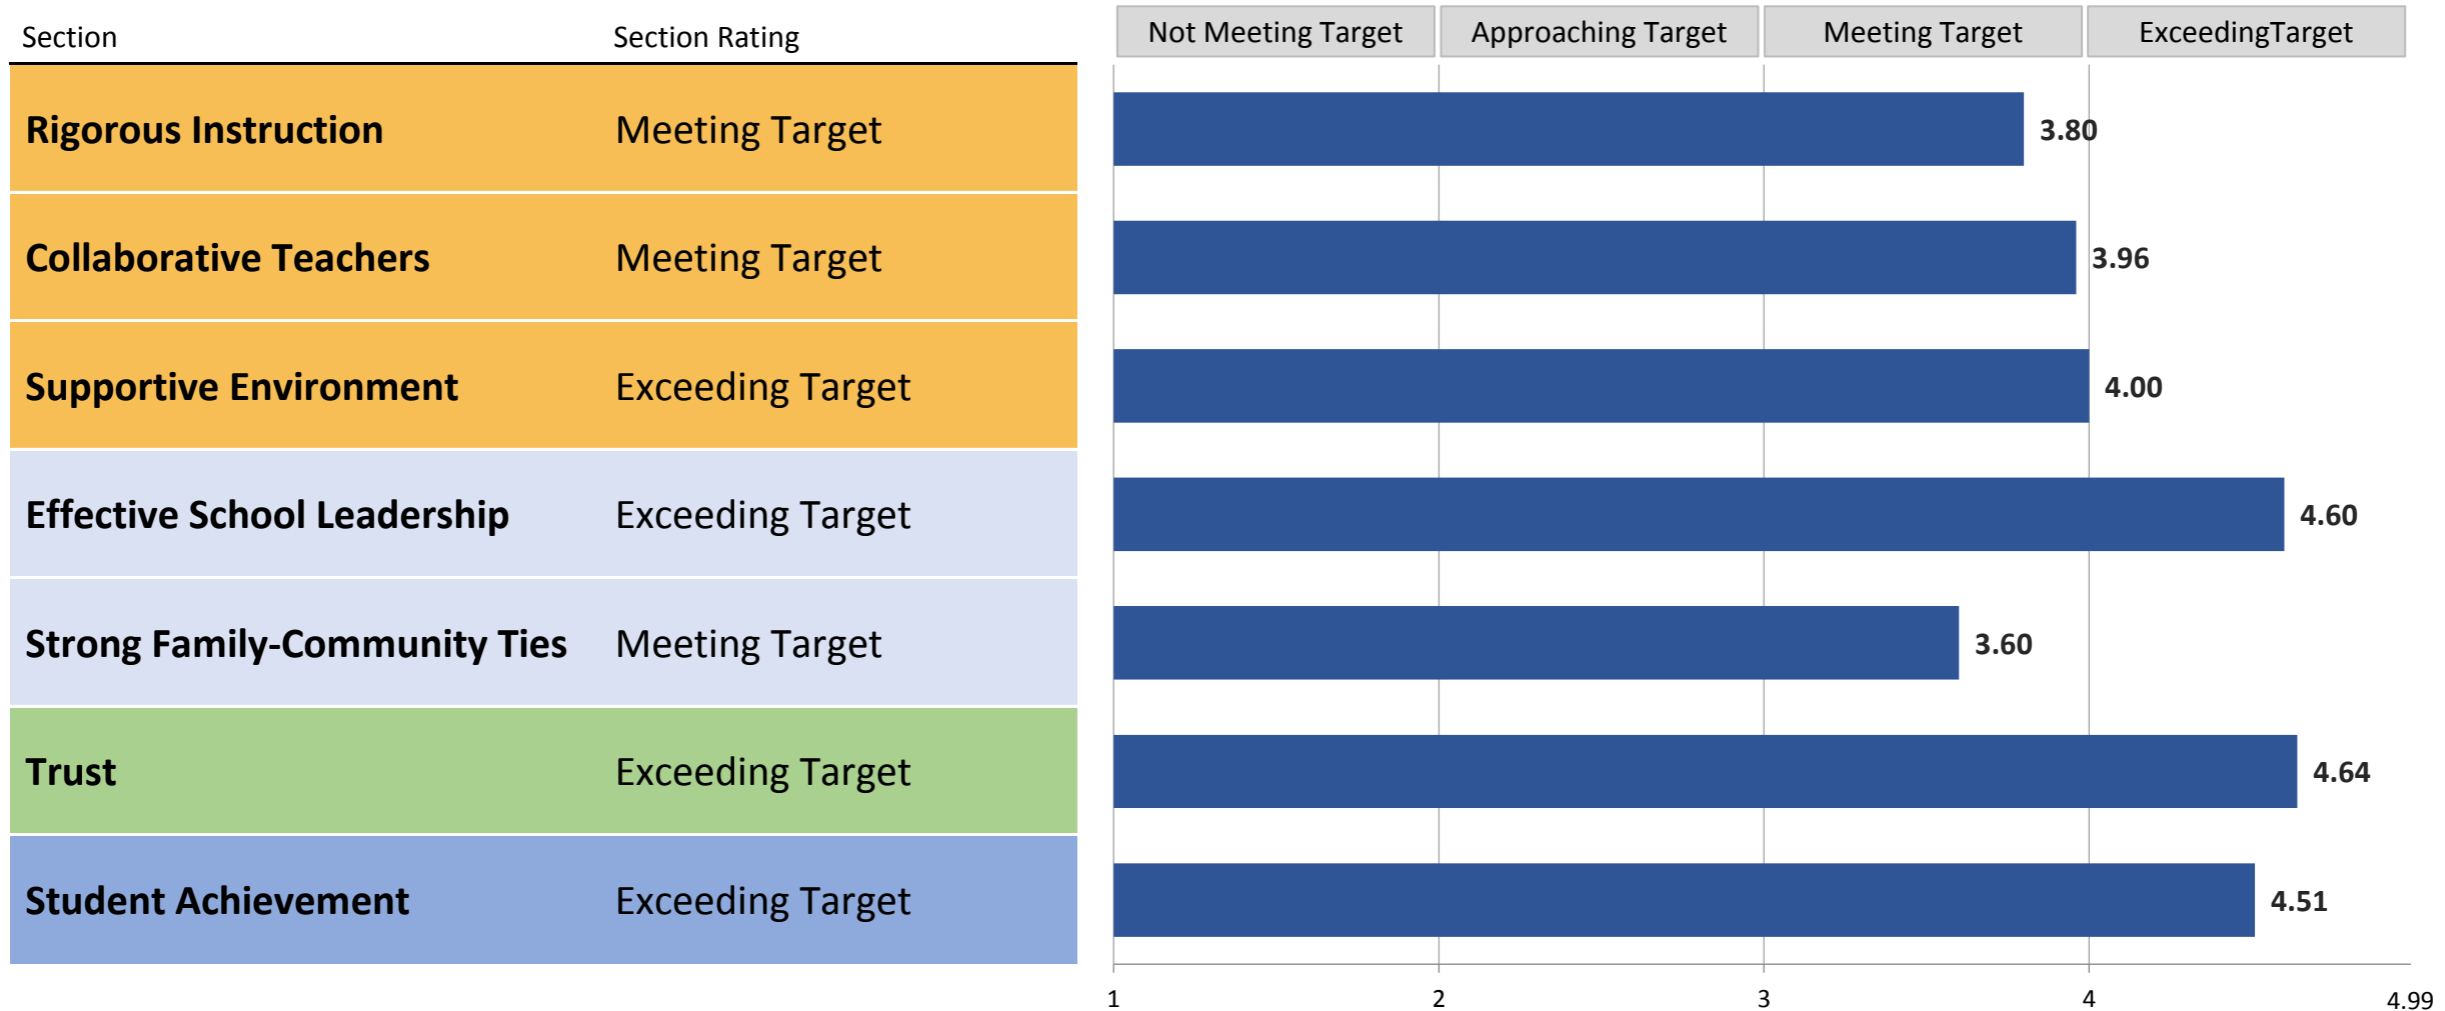 Section Section Rating Not Meeting Target Approaching Target Meeting Target ExceedingTarget
Rigorous Instruction Meeting Target 3.80
Collaborative Teachers Meeting Target 3.96
Supportive Environment Exceeding Target 4.00
Effective School Leadership Exceeding Target 4.60
Strong Family-Community Ties Meeting Target 3.60
Trust Exceeding Target 4.64
Student Achievement Exceeding Target 4.51
1 2 3 4 4.99